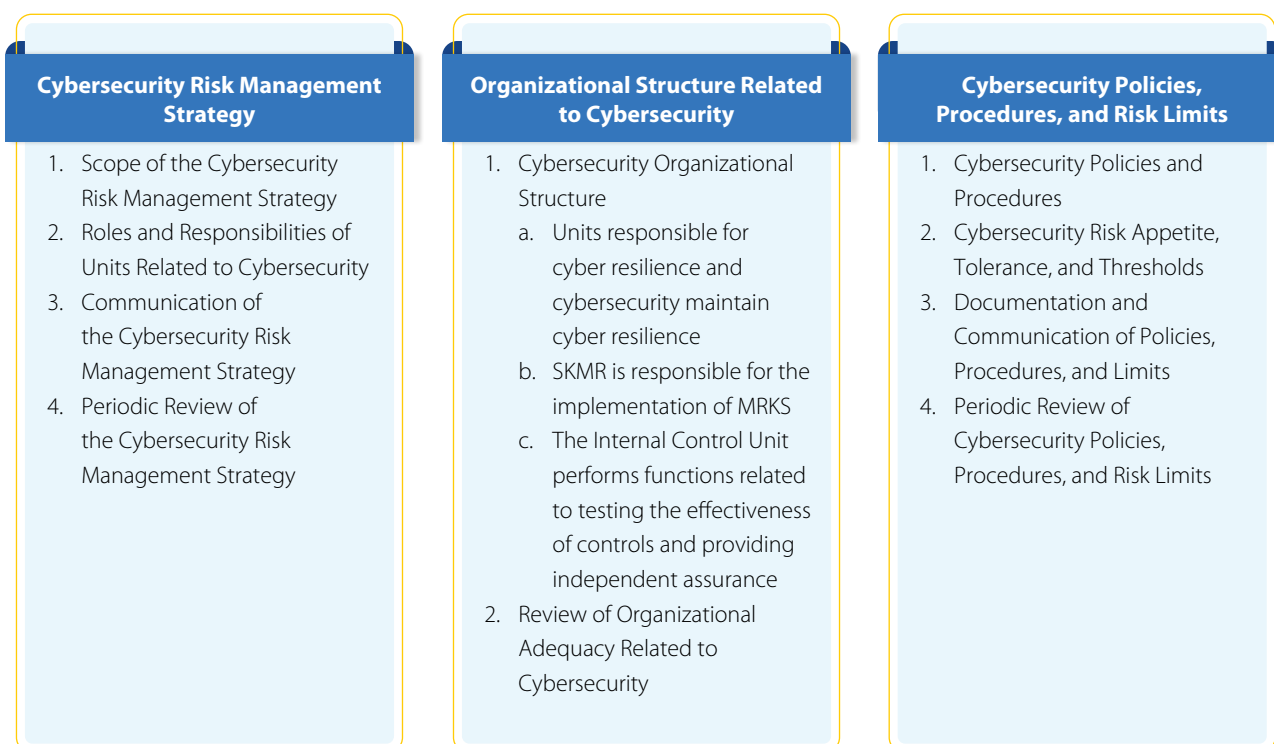 Cybersecurity Risk Management
Strategy
1. Scope of the Cybersecurity
Risk Management Strategy
2. Roles and Responsibilities of
Units Related to Cybersecurity
3. Communication of
the Cybersecurity Risk
Management Strategy
4. Periodic Review of
the Cybersecurity Risk
Management Strategy
Organizational Structure Related
to Cybersecurity
1. Cybersecurity Organizational
Structure
a. Units responsible for
cyber resilience and
cybersecurity maintain
cyber resilience
b. SKMR is responsible for the
implementation of MRKS
c. The Internal Control Unit
performs functions related
to testing the effectiveness
of controls and providing
independent assurance
2. Review of Organizational
Adequacy Related to
Cybersecurity
Cybersecurity Policies,
Procedures, and Risk Limits
1. Cybersecurity Policies and
Procedures
2. Cybersecurity Risk Appetite,
Tolerance, and Thresholds
3. Documentation and
Communication of Policies,
Procedures, and Limits
4. Periodic Review of
Cybersecurity Policies,
Procedures, and Risk Limits